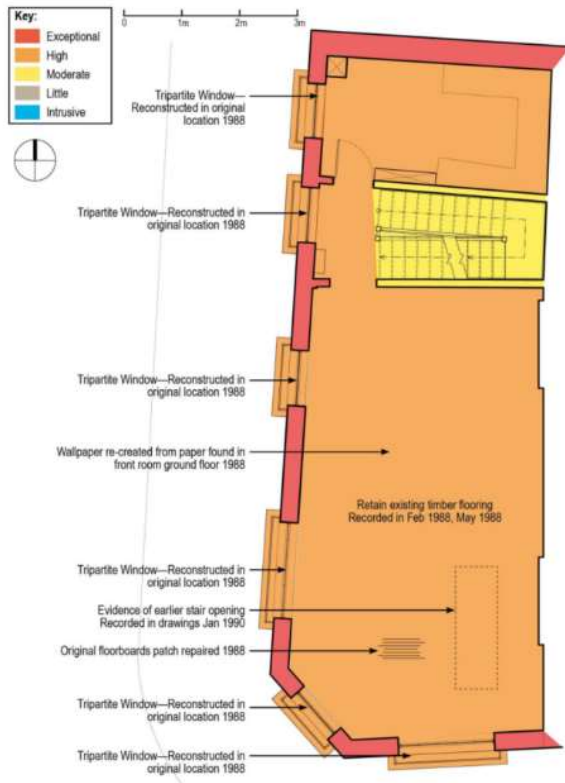 Key:
Exceptional
High
Moderate
Little
Intrusive
0 1m 2m 3m
Tripartite Window—
Reconstructed in original
location 1988
Tripartite Window—Reconstructed in
original location 1988
Tripartite Window—Reconstructed in
original location 1988
Wallpaper re-created from paper found in
front room ground floor 1988
Retain existing timber flooring
Recorded in Feb 1988, May 1988
Tripartite Window—Reconstructed in
original location 1988
Evidence of earlier stair opening
Recorded in drawings Jan 1990
Original floorboards patch repaired 1988
Tripartite Window—Reconstructed in
original location 1988
Tripartite Window—Reconstructed in
original location 1988